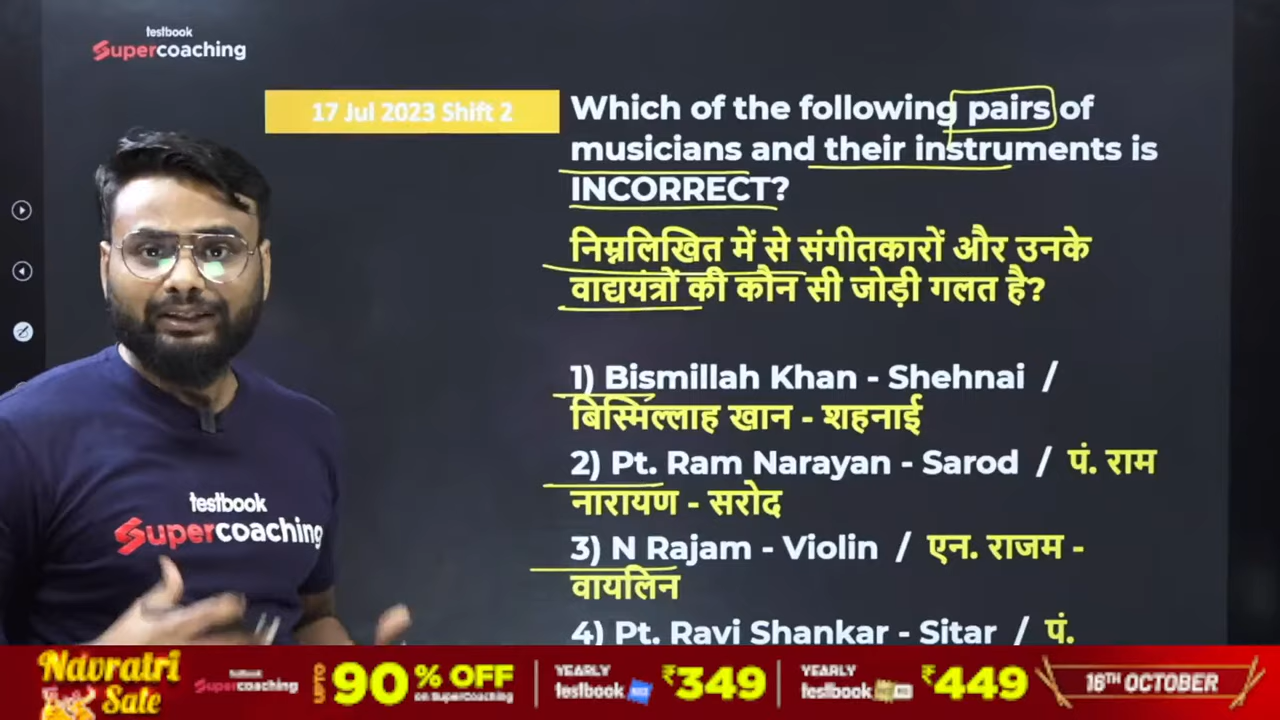 testbook
Supercoaching
17 Jul 2023 Shift 2
Which of the following pairs of
musicians and their instruments is
INCORRECT?
निम्नलिखित में से संगीतकारों और उनके
वाद्ययंत्रों की कौन सी जोड़ी गलत है?
1) Bismillah Khan - Shehnai /
बिस्मिल्लाह खान - शहनाई
2) Pt. Ram Narayan - Sarod / पं. राम
नारायण - सरोद
3) N Rajam - Violin / एन. राजम -
वायलिन
4) Pt. Ravi Shankar - Sitar / पं.
testbook
Supercoaching
Navratri
Sale
testbook
Supercoaching
UPTO
90% OFF
on SuperCoaching
YEARLY
testbook
₹349
YEARLY
testbook
₹449
16TH OCTOBER